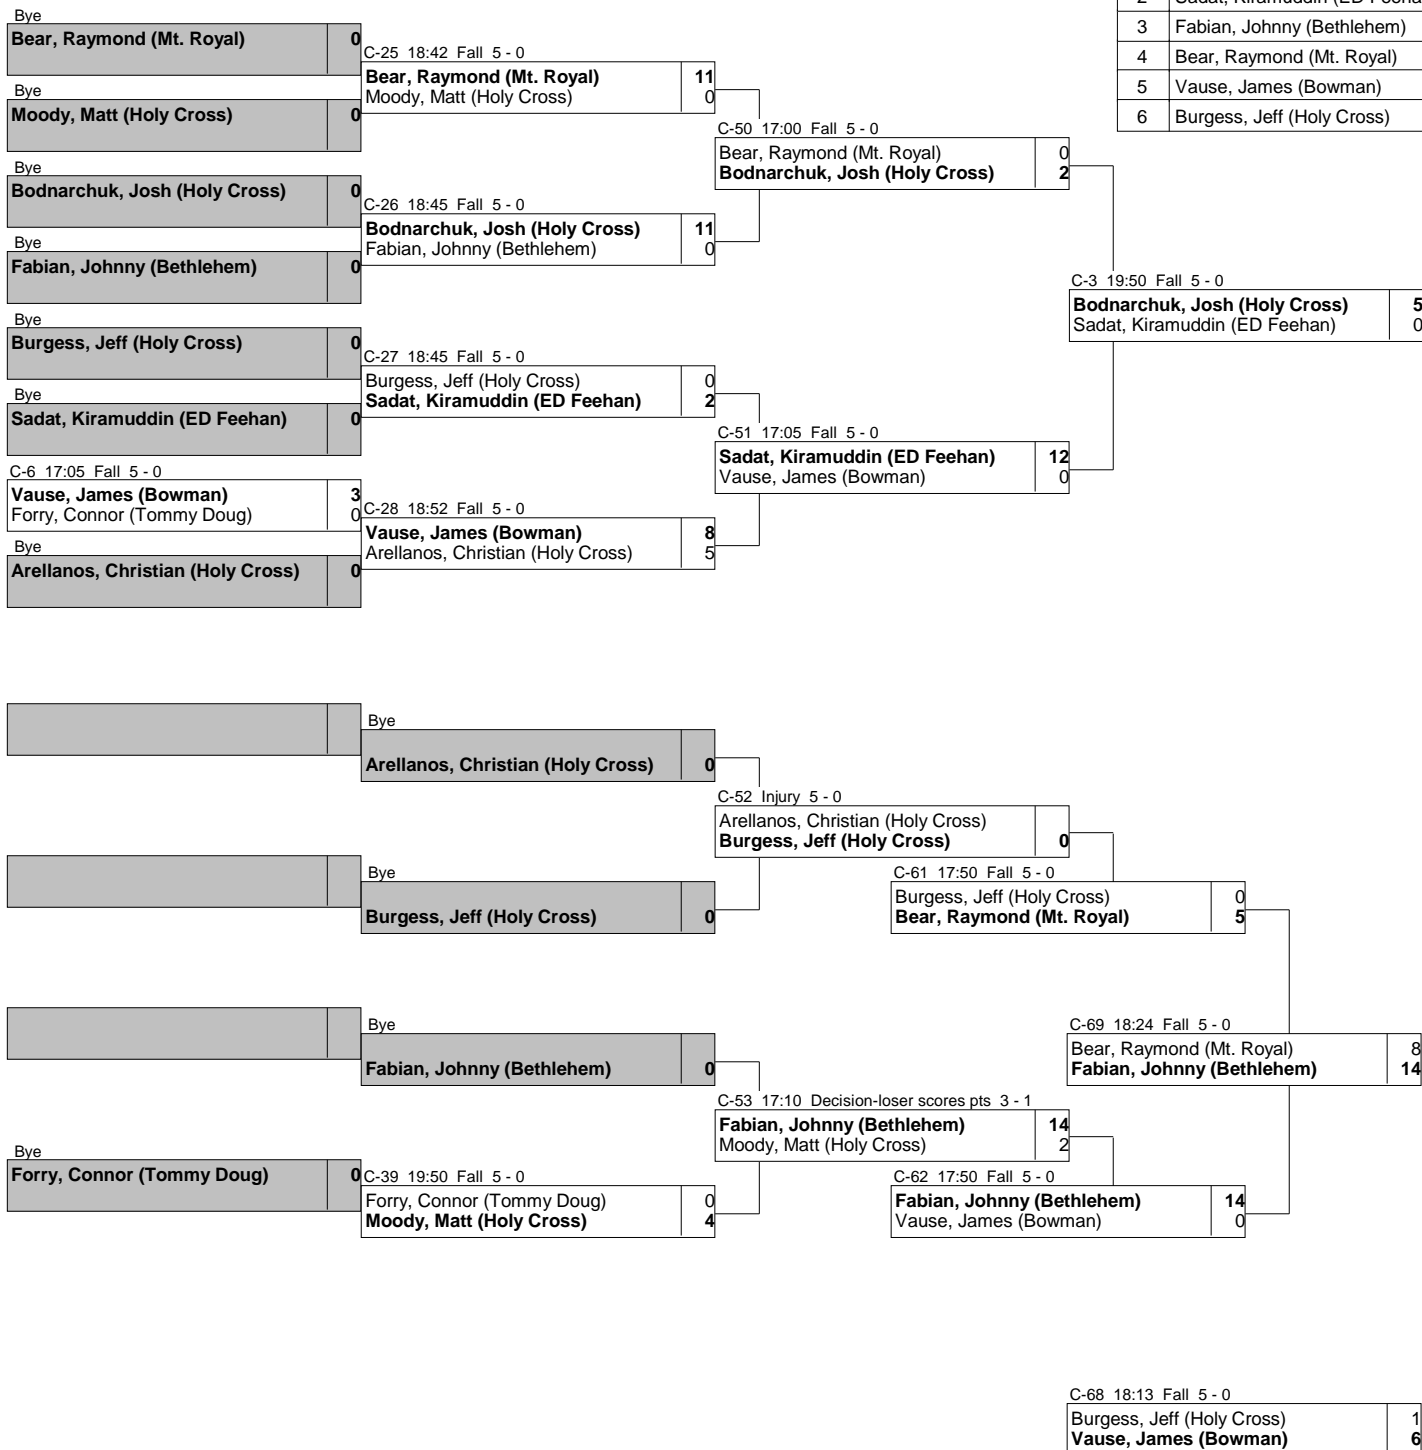 2 Sadat, Kiramuddin (ED Feehan
3 Fabian, Johnny (Bethlehem)
4 Bear, Raymond (Mt. Royal)
5 Vause, James (Bowman)
6 Burgess, Jeff (Holy Cross)
Bye
Bear, Raymond (Mt. Royal) 0
Bye
Moody, Matt (Holy Cross) 0
Bye
Bodnarchuk, Josh (Holy Cross) 0
Bye
Fabian, Johnny (Bethlehem) 0
Bye
Burgess, Jeff (Holy Cross) 0
Bye
Sadat, Kiramuddin (ED Feehan) 0
C-6 17:05 Fall 5 - 0
Vause, James (Bowman) 3
Forry, Connor (Tommy Doug) 0
Bye
Arellanos, Christian (Holy Cross) 0
C-25 18:42 Fall 5 - 0
Bear, Raymond (Mt. Royal) 11
Moody, Matt (Holy Cross) 0
C-26 18:45 Fall 5 - 0
Bodnarchuk, Josh (Holy Cross) 11
Fabian, Johnny (Bethlehem) 0
C-27 18:45 Fall 5 - 0
Burgess, Jeff (Holy Cross) 0
Sadat, Kiramuddin (ED Feehan) 2
C-28 18:52 Fall 5 - 0
Vause, James (Bowman) 8
Arellanos, Christian (Holy Cross) 5
C-50 17:00 Fall 5 - 0
Bear, Raymond (Mt. Royal) 0
Bodnarchuk, Josh (Holy Cross) 2
C-51 17:05 Fall 5 - 0
Sadat, Kiramuddin (ED Feehan) 12
Vause, James (Bowman) 0
C-3 19:50 Fall 5 - 0
Bodnarchuk, Josh (Holy Cross) 5
Sadat, Kiramuddin (ED Feehan) 0
Bye
Arellanos, Christian (Holy Cross) 0
Bye
Burgess, Jeff (Holy Cross) 0
Bye
Fabian, Johnny (Bethlehem) 0
Bye
Forry, Connor (Tommy Doug) 0
C-39 19:50 Fall 5 - 0
Forry, Connor (Tommy Doug) 0
Moody, Matt (Holy Cross) 4
C-52 Injury 5 - 0
Arellanos, Christian (Holy Cross)
Burgess, Jeff (Holy Cross) 0
C-53 17:10 Decision-loser scores pts 3 - 1
Fabian, Johnny (Bethlehem) 14
Moody, Matt (Holy Cross) 2
C-61 17:50 Fall 5 - 0
Burgess, Jeff (Holy Cross) 0
Bear, Raymond (Mt. Royal) 5
C-62 17:50 Fall 5 - 0
Fabian, Johnny (Bethlehem) 14
Vause, James (Bowman) 0
C-69 18:24 Fall 5 - 0
Bear, Raymond (Mt. Royal) 8
Fabian, Johnny (Bethlehem) 14
C-68 18:13 Fall 5 - 0
Burgess, Jeff (Holy Cross) 1
Vause, James (Bowman) 6